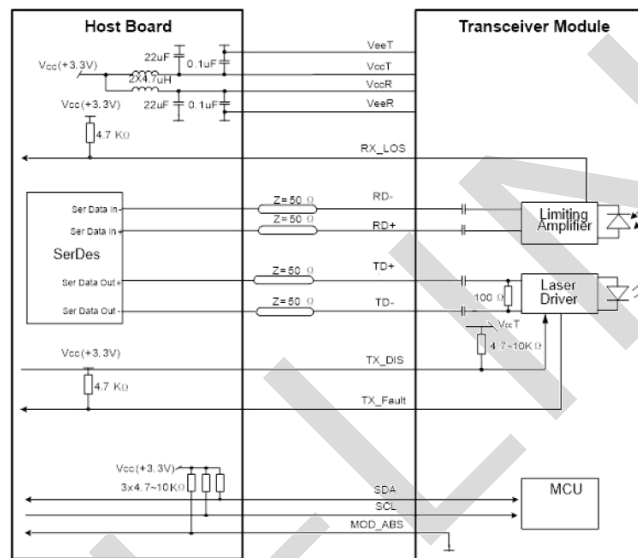 Host Board
Transceiver Module
VeeT
22uF
0.1uF
Vcc(+3.3V)
VccT
2X4.7uH
VccR
22uF
0.1uF
VeeR
Vcc(+3.3V)
4.7 KΩ
RX_LOS
Z=50 Ω
RD-
Ser Data In -
Limiting
Amplifier
Z=50 Ω
Ser Data In +
RD+
SerDes
Z=50 Ω
TD+
Ser Data Out +
Laser
Driver
100 Ω
Z=50 Ω
TD-
Ser Data Out -
VccT
4.7~10KΩ
Vcc(+3.3V)
TX_DIS
4.7 KΩ
TX_Fault
Vcc(+3.3V)
3x4.7~10KΩ
SDA
MCU
SCL
MOD_ABS